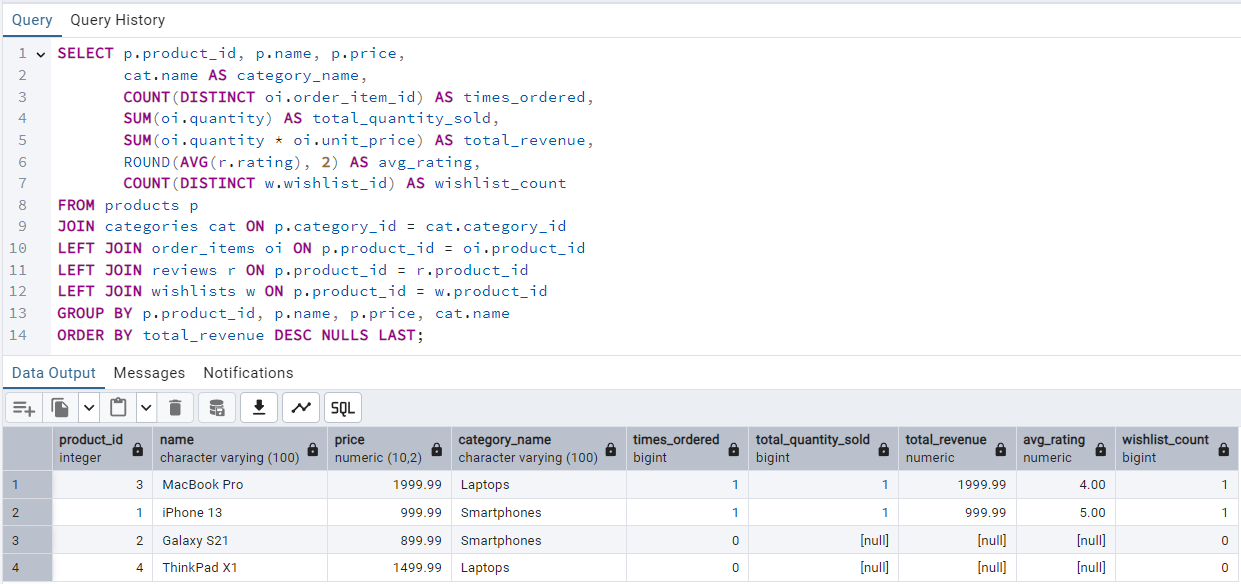 Query Query History
1 SELECT p.product_id, p.name, p.price,
2 cat.name AS category_name,
3 COUNT(DISTINCT oi.order_item_id) AS times_ordered,
4 SUM(oi.quantity) AS total_quantity_sold,
5 SUM(oi.quantity * oi.unit_price) AS total_revenue,
6 ROUND(AVG(r.rating), 2) AS avg_rating,
7 COUNT(DISTINCT w.wishlist_id) AS wishlist_count
8 FROM products p
9 JOIN categories cat ON p.category_id = cat.category_id
10 LEFT JOIN order_items oi ON p.product_id = oi.product_id
11 LEFT JOIN reviews r ON p.product_id = r.product_id
12 LEFT JOIN wishlists w ON p.product_id = w.product_id
13 GROUP BY p.product_id, p.name, p.price, cat.name
14 ORDER BY total_revenue DESC NULLS LAST;
Data Output Messages Notifications
SQL
product_id name price category_name times_ordered total_quantity_sold total_revenue avg_rating wishlist_count
integer character varying (100) numeric (10,2) character varying (100) bigint bigint numeric numeric bigint
1 3 MacBook Pro 1999.99 Laptops 1 1 1999.99 4.00 1
2 1 iPhone 13 999.99 Smartphones 1 1 999.99 5.00 1
3 2 Galaxy S21 899.99 Smartphones 0 [null] [null] [null] 0
4 4 ThinkPad X1 1499.99 Laptops 0 [null] [null] [null] 0